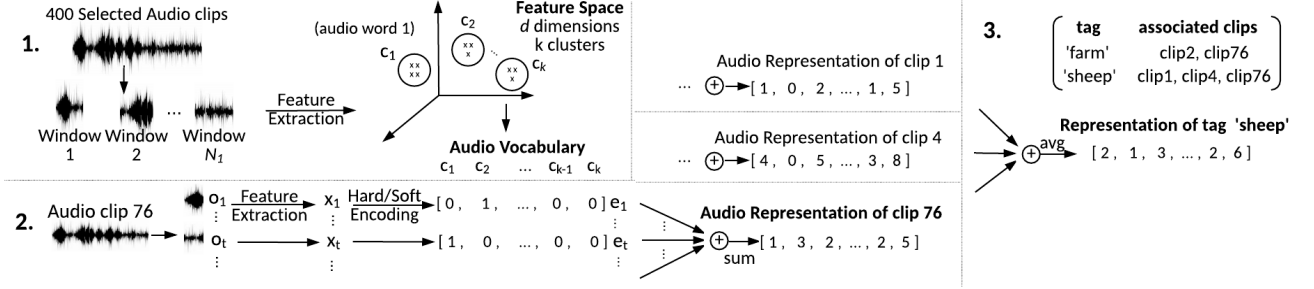 1.
400 Selected Audio clips
Window 1
Window 2
...
Window N1
Feature Extraction
(audio word 1)
c1
c2
ck
x x
x x
x x
x
x x
x
Feature Space
d dimensions
k clusters
Audio Vocabulary
c1 c2 ... ck-1 ck
2.
Audio clip 76
o1
Feature Extraction
x1
Hard/Soft Encoding
[ 0 , 1 , ..., 0 , 0 ] e1
ot
xt
[ 1 , 0 , ..., 0 , 0 ] et
Audio Representation of clip 1
... + [ 1 , 0 , 2 , ..., 1 , 5 ]
Audio Representation of clip 4
... + [ 4 , 0 , 5 , ..., 3 , 8 ]
Audio Representation of clip 76
+ [ 1 , 3 , 2 , ..., 2 , 5 ]
sum
3.
tag associated clips
'farm' clip2, clip76
'sheep' clip1, clip4, clip76
Representation of tag 'sheep'
+ avg [ 2 , 1 , 3 , ..., 2 , 6 ]